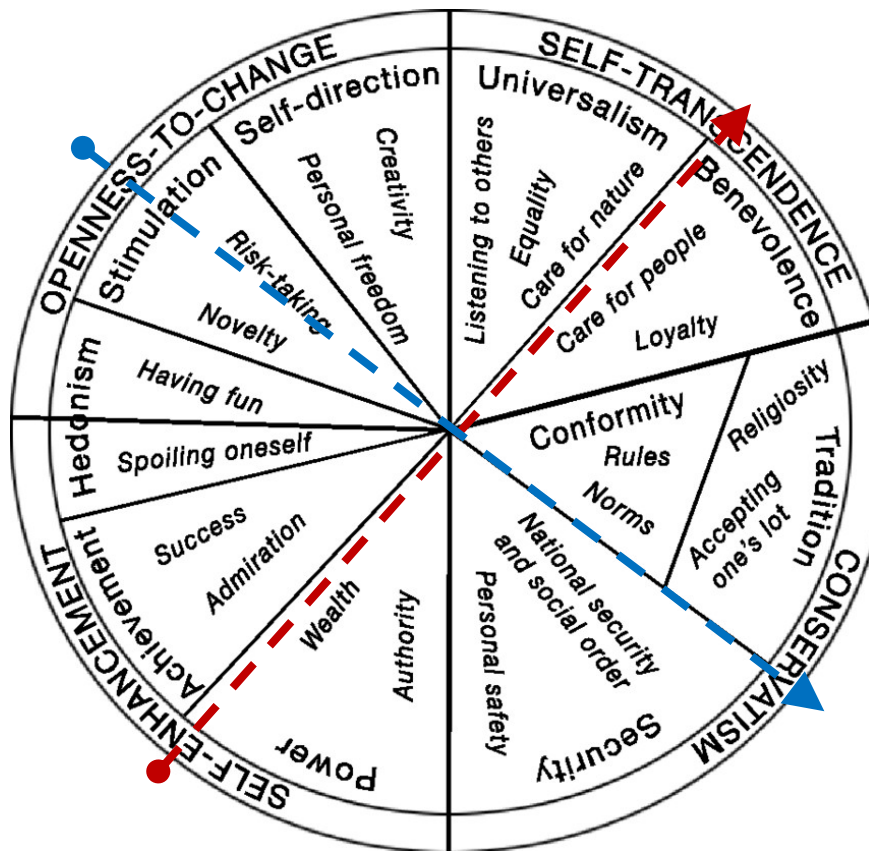 OPENNESS-TO-CHANGE
SELF-TRANSCENDENCE
Self-direction
Creativity
Personal freedom
Universalism
Listening to others
Equality
Care for nature
Benevolence
Care for people
Loyalty
Stimulation
Risk-taking
Novelty
Hedonism
Having fun
Spoiling oneself
Conformity
Rules
Norms
Tradition
Religiosity
Accepting
one's lot
Achievement
Success
Admiration
Power
Wealth
Authority
Security
National security
and social order
Personal safety
SELF-ENHANCEMENT
CONSERVATISM